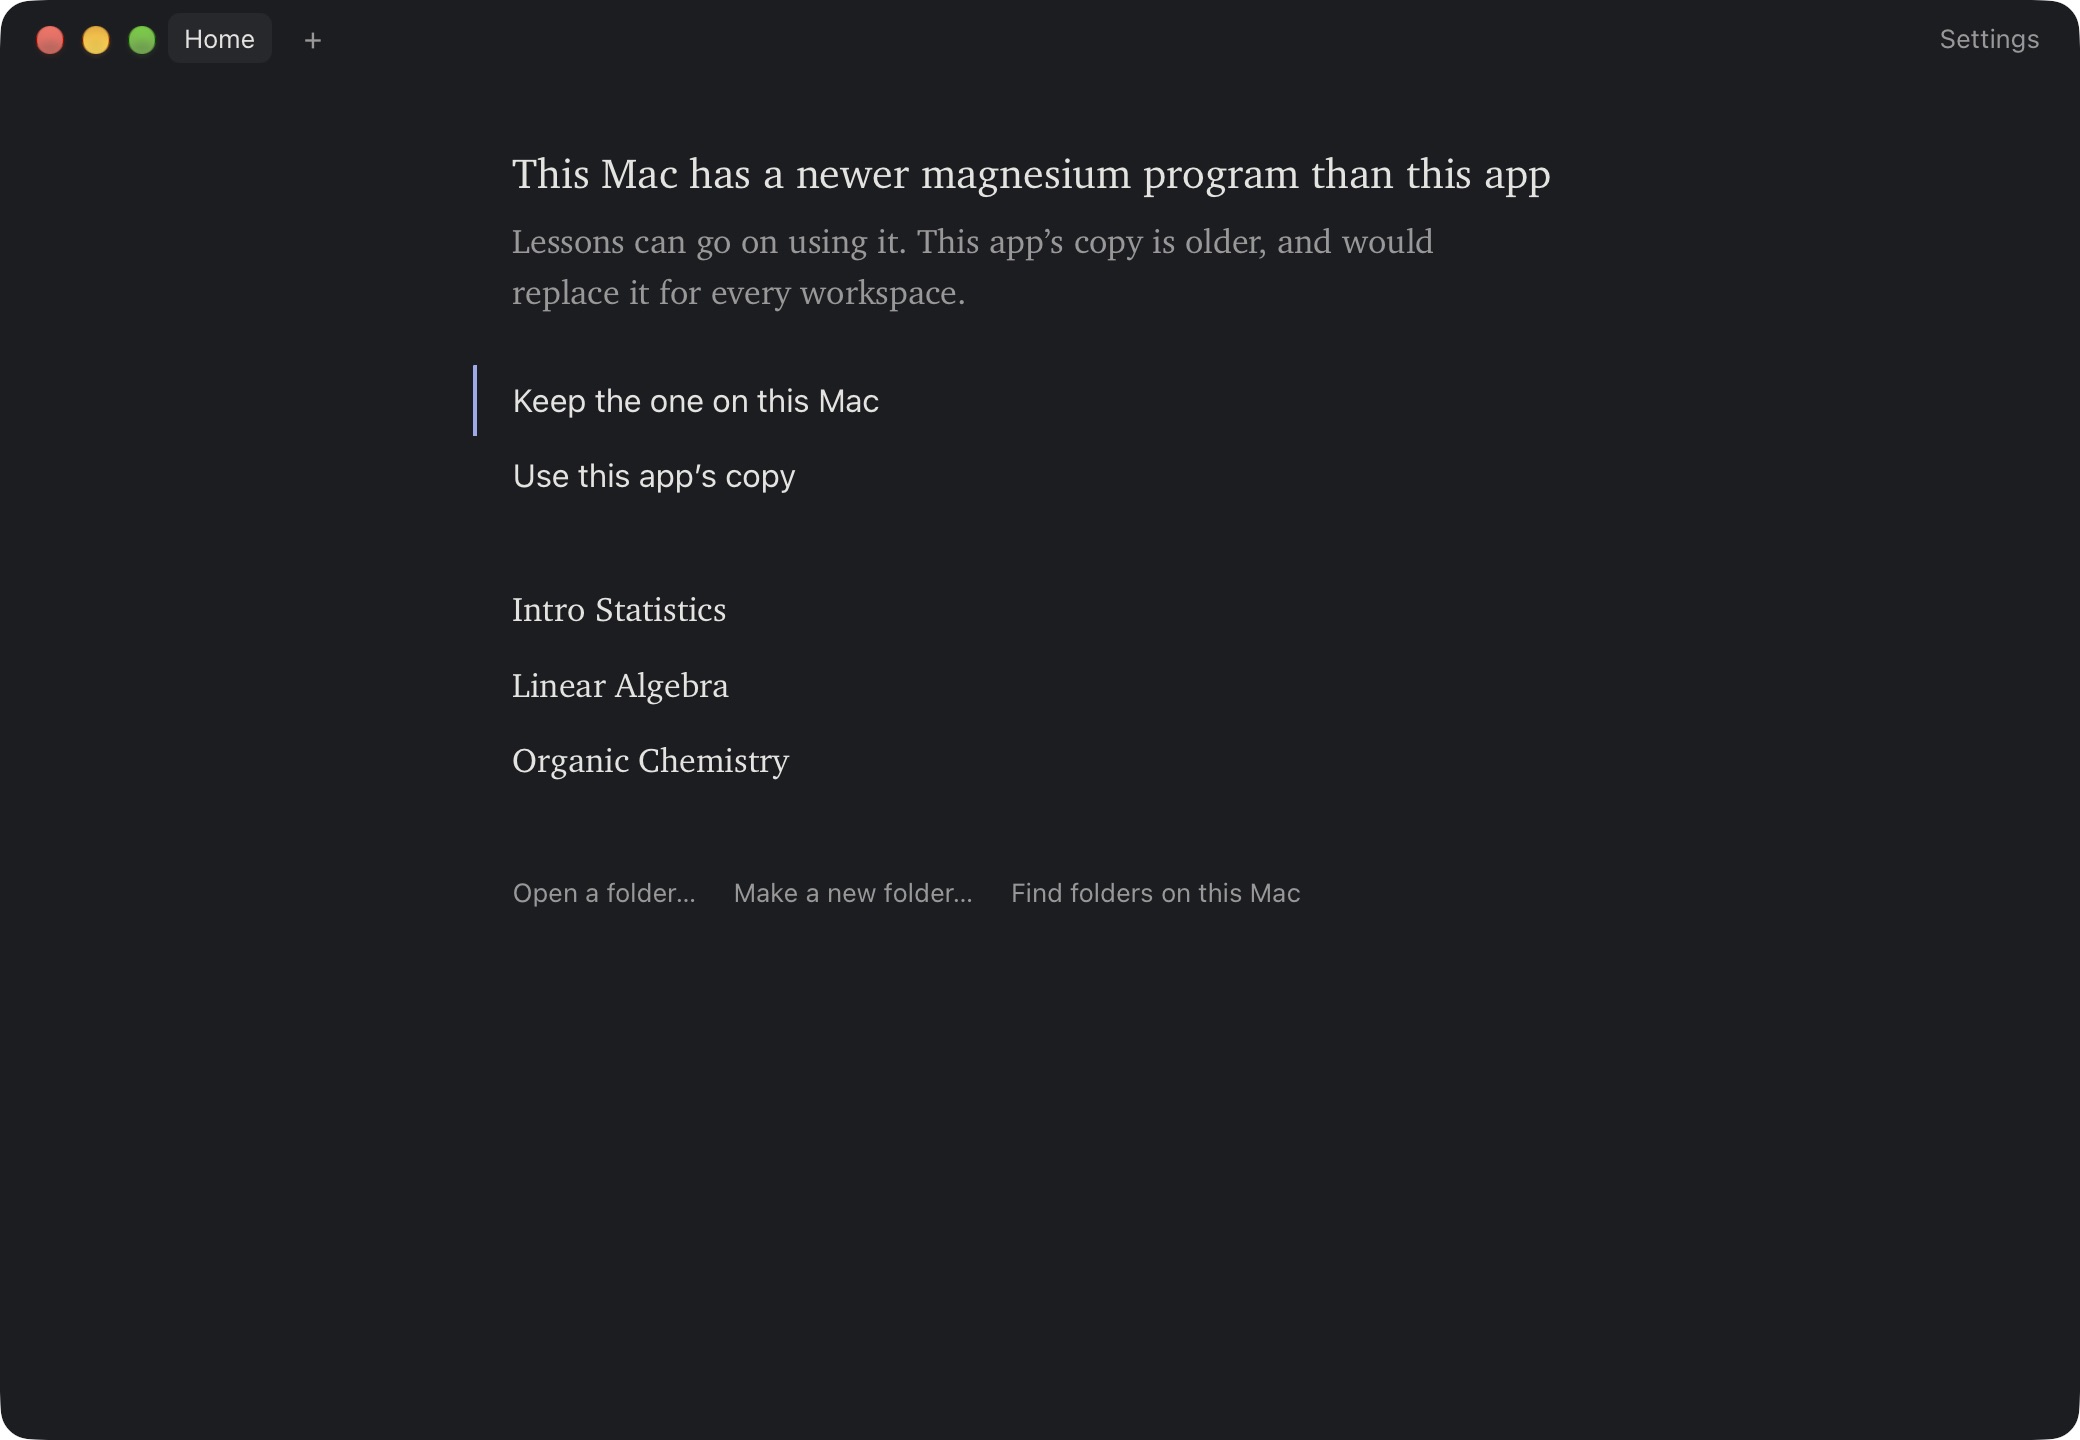 Home
+
Settings
This Mac has a newer magnesium program than this app
Lessons can go on using it. This app’s copy is older, and would
replace it for every workspace.
Keep the one on this Mac
Use this app’s copy
Intro Statistics
Linear Algebra
Organic Chemistry
Open a folder… Make a new folder… Find folders on this Mac